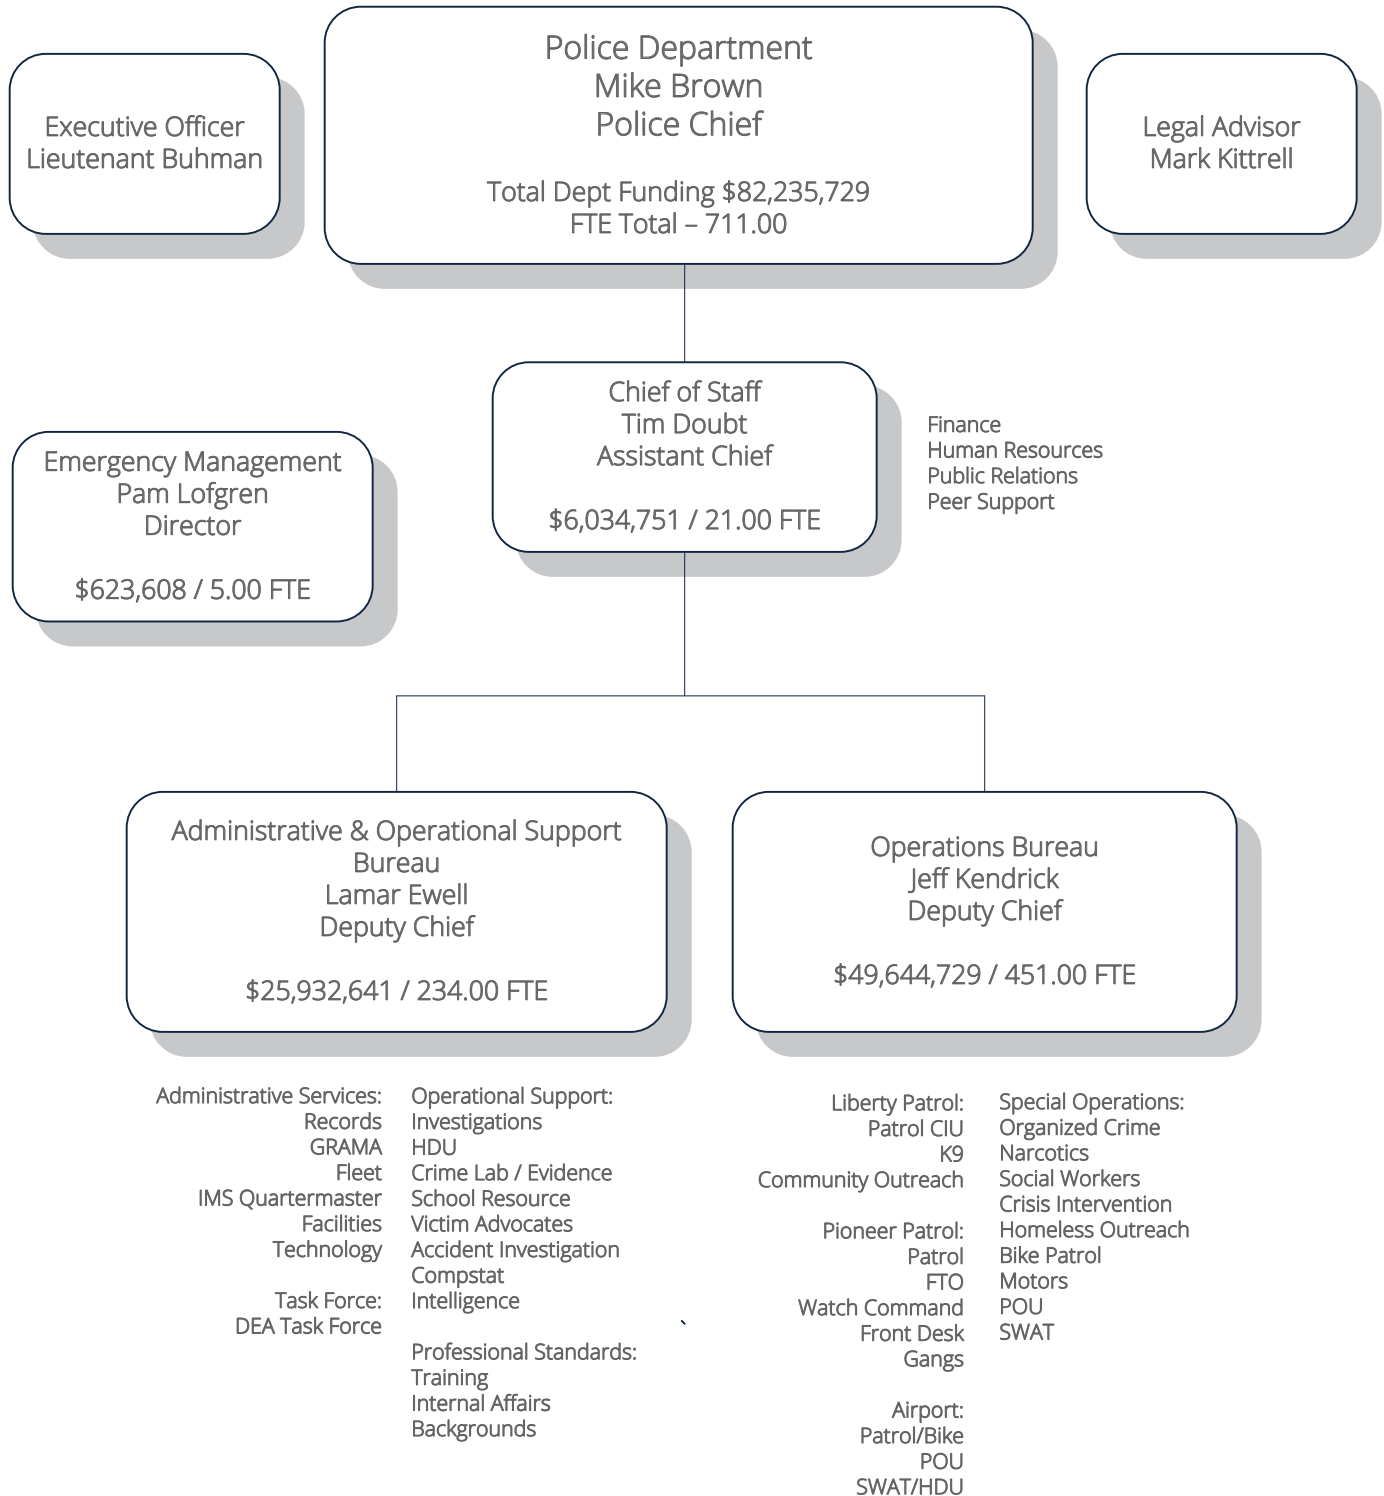 Police Department
Mike Brown
Police Chief
Total Dept Funding $82,235,729
FTE Total – 711.00
Executive Officer
Lieutenant Buhman
Legal Advisor
Mark Kittrell
Chief of Staff
Tim Doubt
Assistant Chief
$6,034,751 / 21.00 FTE
Finance
Human Resources
Public Relations
Peer Support
Emergency Management
Pam Lofgren
Director
$623,608 / 5.00 FTE
Administrative & Operational Support
Bureau
Lamar Ewell
Deputy Chief
$25,932,641 / 234.00 FTE
Operations Bureau
Jeff Kendrick
Deputy Chief
$49,644,729 / 451.00 FTE
Administrative Services:
Records
GRAMA
Fleet
IMS Quartermaster
Facilities
Technology
Task Force:
DEA Task Force
Operational Support:
Investigations
HDU
Crime Lab / Evidence
School Resource
Victim Advocates
Accident Investigation
Compstat
Intelligence
Professional Standards:
Training
Internal Affairs
Backgrounds
Liberty Patrol:
Patrol CIU
K9
Community Outreach
Pioneer Patrol:
Patrol
FTO
Watch Command
Front Desk
Gangs
Airport:
Patrol/Bike
POU
SWAT/HDU
Special Operations:
Organized Crime
Narcotics
Social Workers
Crisis Intervention
Homeless Outreach
Bike Patrol
Motors
POU
SWAT